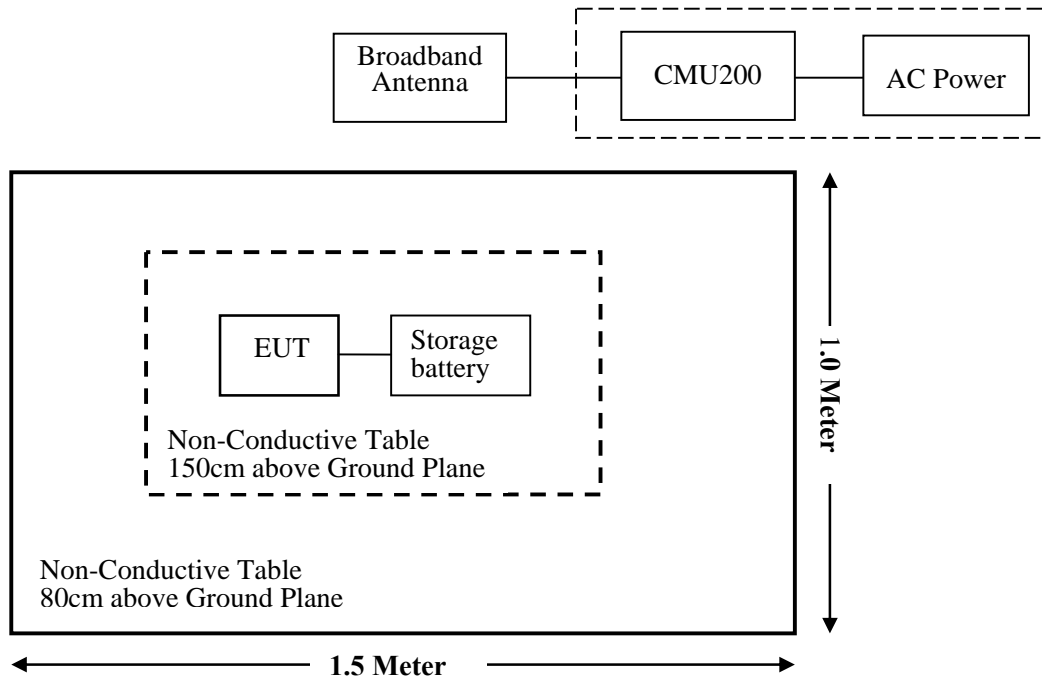 Broadband
Antenna
CMU200
AC Power
EUT
Storage
battery
Non-Conductive Table
150cm above Ground Plane
Non-Conductive Table
80cm above Ground Plane
1.0 Meter
1.5 Meter